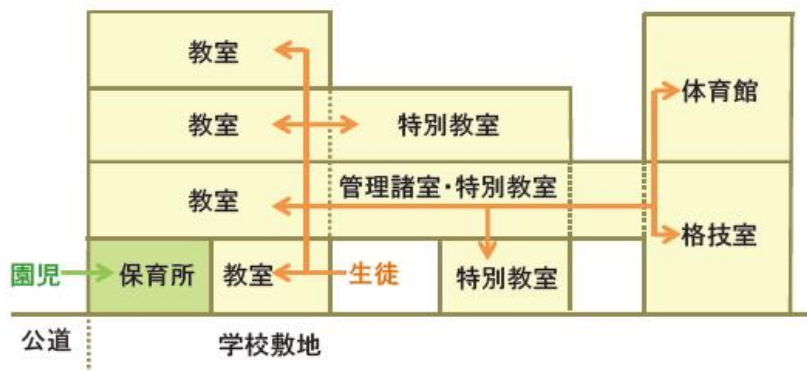 教室
体育館
教室
特別教室
教室
管理諸室・特別教室
格技室
園児
保育所
教室
生徒
特別教室
公道
学校敷地